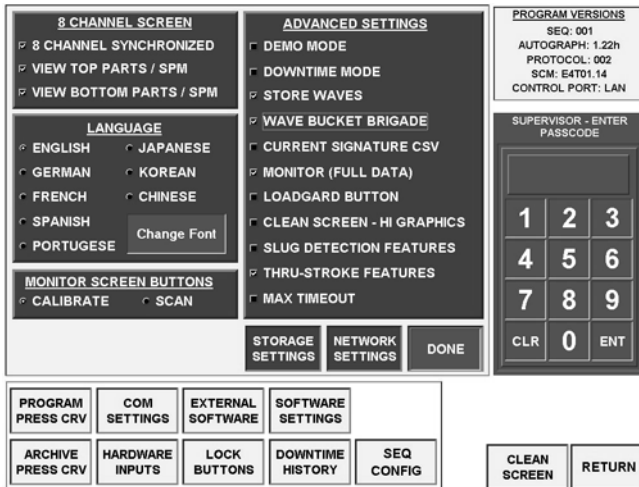 8 CHANNEL SCREEN
8 CHANNEL SYNCHRONIZED
VIEW TOP PARTS / SPM
VIEW BOTTOM PARTS / SPM
LANGUAGE
ENGLISH
JAPANESE
GERMAN
KOREAN
FRENCH
CHINESE
SPANISH
PORTUGESE
Change Font
MONITOR SCREEN BUTTONS
CALIBRATE
SCAN
ADVANCED SETTINGS
DEMO MODE
DOWNTIME MODE
STORE WAVES
WAVE BUCKET BRIGADE
CURRENT SIGNATURE CSV
MONITOR (FULL DATA)
LOADGARD BUTTON
CLEAN SCREEN - HI GRAPHICS
SLUG DETECTION FEATURES
THRU-STROKE FEATURES
MAX TIMEOUT
STORAGE
SETTINGS
NETWORK
SETTINGS
DONE
PROGRAM VERSIONS
SEQ: 001
AUTOGRAPH: 1.22h
PROTOCOL: 002
SCM: E4T01.14
CONTROL PORT: LAN
SUPERVISOR - ENTER
PASSCODE
1 2 3
4 5 6
7 8 9
CLR 0 ENT
PROGRAM
PRESS CRV
COM
SETTINGS
EXTERNAL
SOFTWARE
SOFTWARE
SETTINGS
ARCHIVE
PRESS CRV
HARDWARE
INPUTS
LOCK
BUTTONS
DOWNTIME
HISTORY
SEQ
CONFIG
CLEAN
SCREEN
RETURN